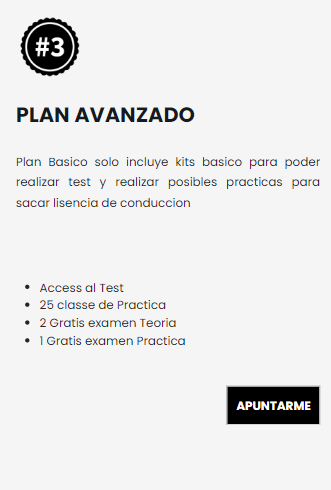 #3
PLAN AVANZADO
Plan Basico solo incluye kits basico para poder
realizar test y realizar posibles practicas para
sacar lisencia de conduccion
• Access al Test
• 25 classe de Practica
• 2 Gratis examen Teoria
• 1 Gratis examen Practica
APUNTARME